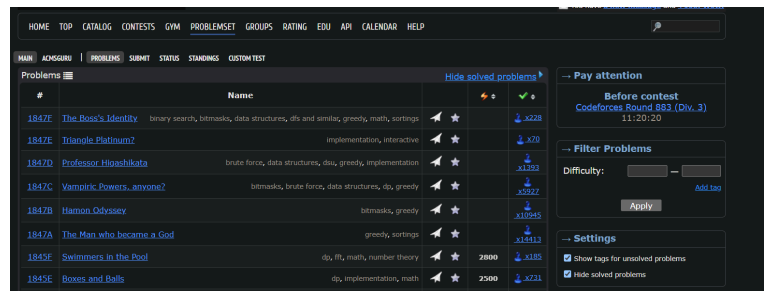 HOME TOP CATALOG CONTESTS GYM PROBLEMSET GROUPS RATING EDU API CALENDAR HELP
MAIN ACMSGURU | PROBLEMS SUBMIT STATUS STANDINGS CUSTOM TEST
Problems Hide solved problems
# Name
1847F The Boss's Identity binary search, bitmasks, data structures, dfs and similar, greedy, math, sortings x228
1847E Triangle Platinum? implementation, interactive x70
1847D Professor Higashikata brute force, data structures, dsu, greedy, implementation x1393
1847C Vampiric Powers, anyone? bitmasks, brute force, data structures, dp, greedy x5927
1847B Hamon Odyssey bitmasks, greedy x10945
1847A The Man who became a God greedy, sortings x14413
1845F Swimmers in the Pool dp, fft, math, number theory 2800 x185
1845E Boxes and Balls dp, implementation, math 2500 x731
→ Pay attention
Before contest
Codeforces Round 883 (Div. 3)
11:20:20
→ Filter Problems
Difficulty: —
Add tag
Apply
→ Settings
Show tags for unsolved problems
Hide solved problems